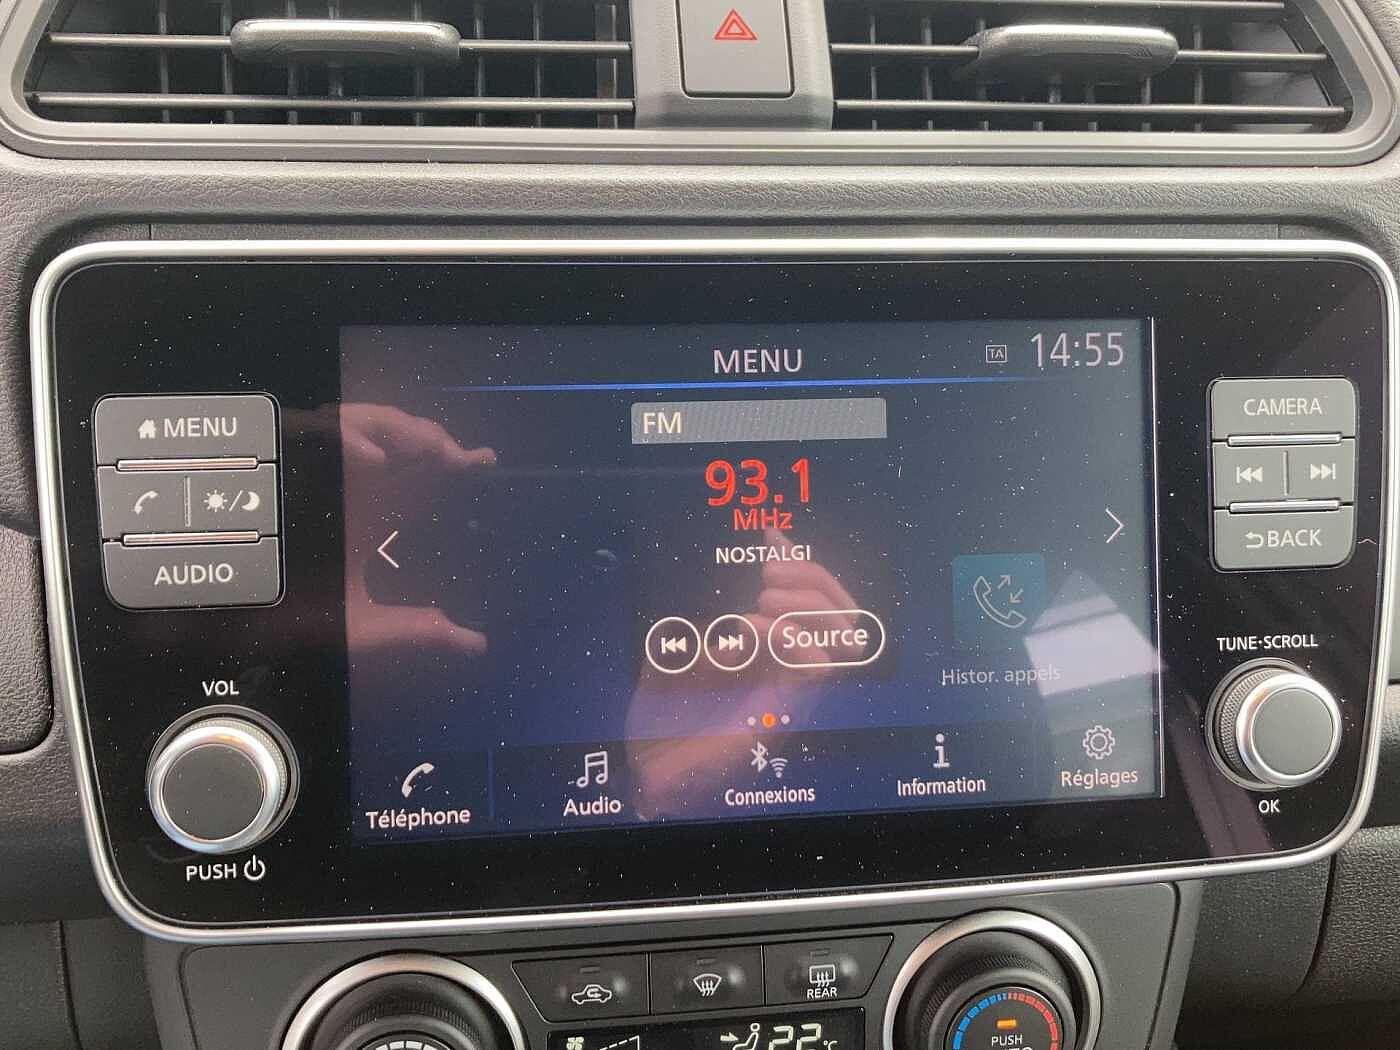 MENU
TA
14:55
FM
93.1
MHz
NOSTALGI
Source
Histor. appels
Téléphone
Audio
Connexions
Information
Réglages
MENU
AUDIO
VOL
PUSH
CAMERA
BACK
TUNE·SCROLL
OK
REAR
22°C
PUSH